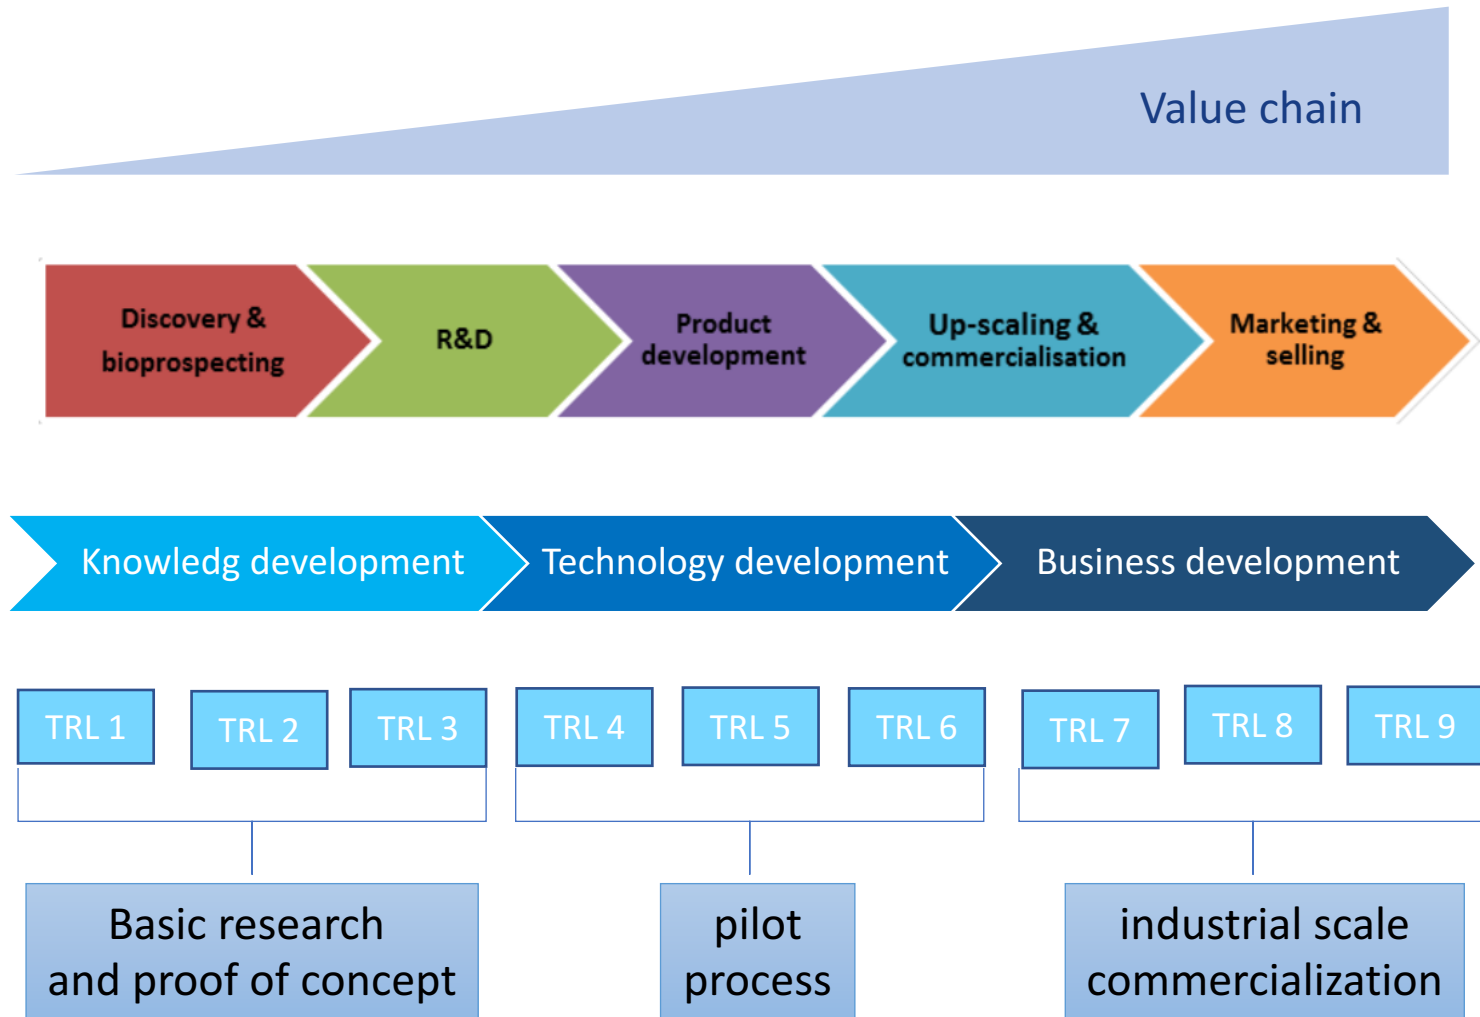 Value chain
Discovery &
bioprospecting
R&D
Product
development
Up-scaling &
commercialisation
Marketing &
selling
Knowledg development
Technology development
Business development
TRL 1
TRL 2
TRL 3
TRL 4
TRL 5
TRL 6
TRL 7
TRL 8
TRL 9
Basic research
and proof of concept
pilot
process
industrial scale
commercialization